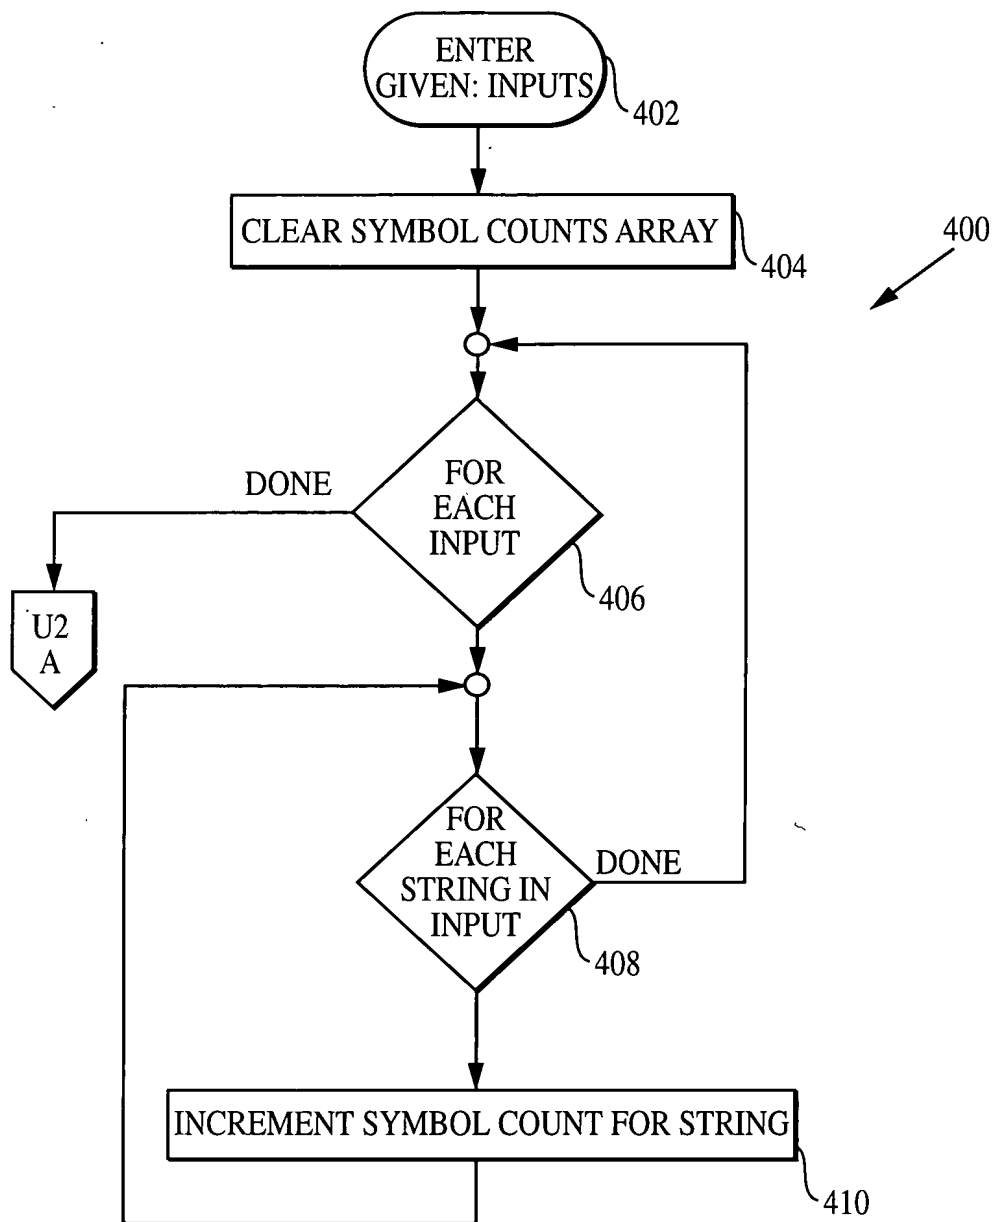 ENTER
GIVEN: INPUTS
402
CLEAR SYMBOL COUNTS ARRAY
404
400
FOR
EACH
INPUT
406
DONE
U2
A
FOR
EACH
STRING IN
INPUT
DONE
408
INCREMENT SYMBOL COUNT FOR STRING
410